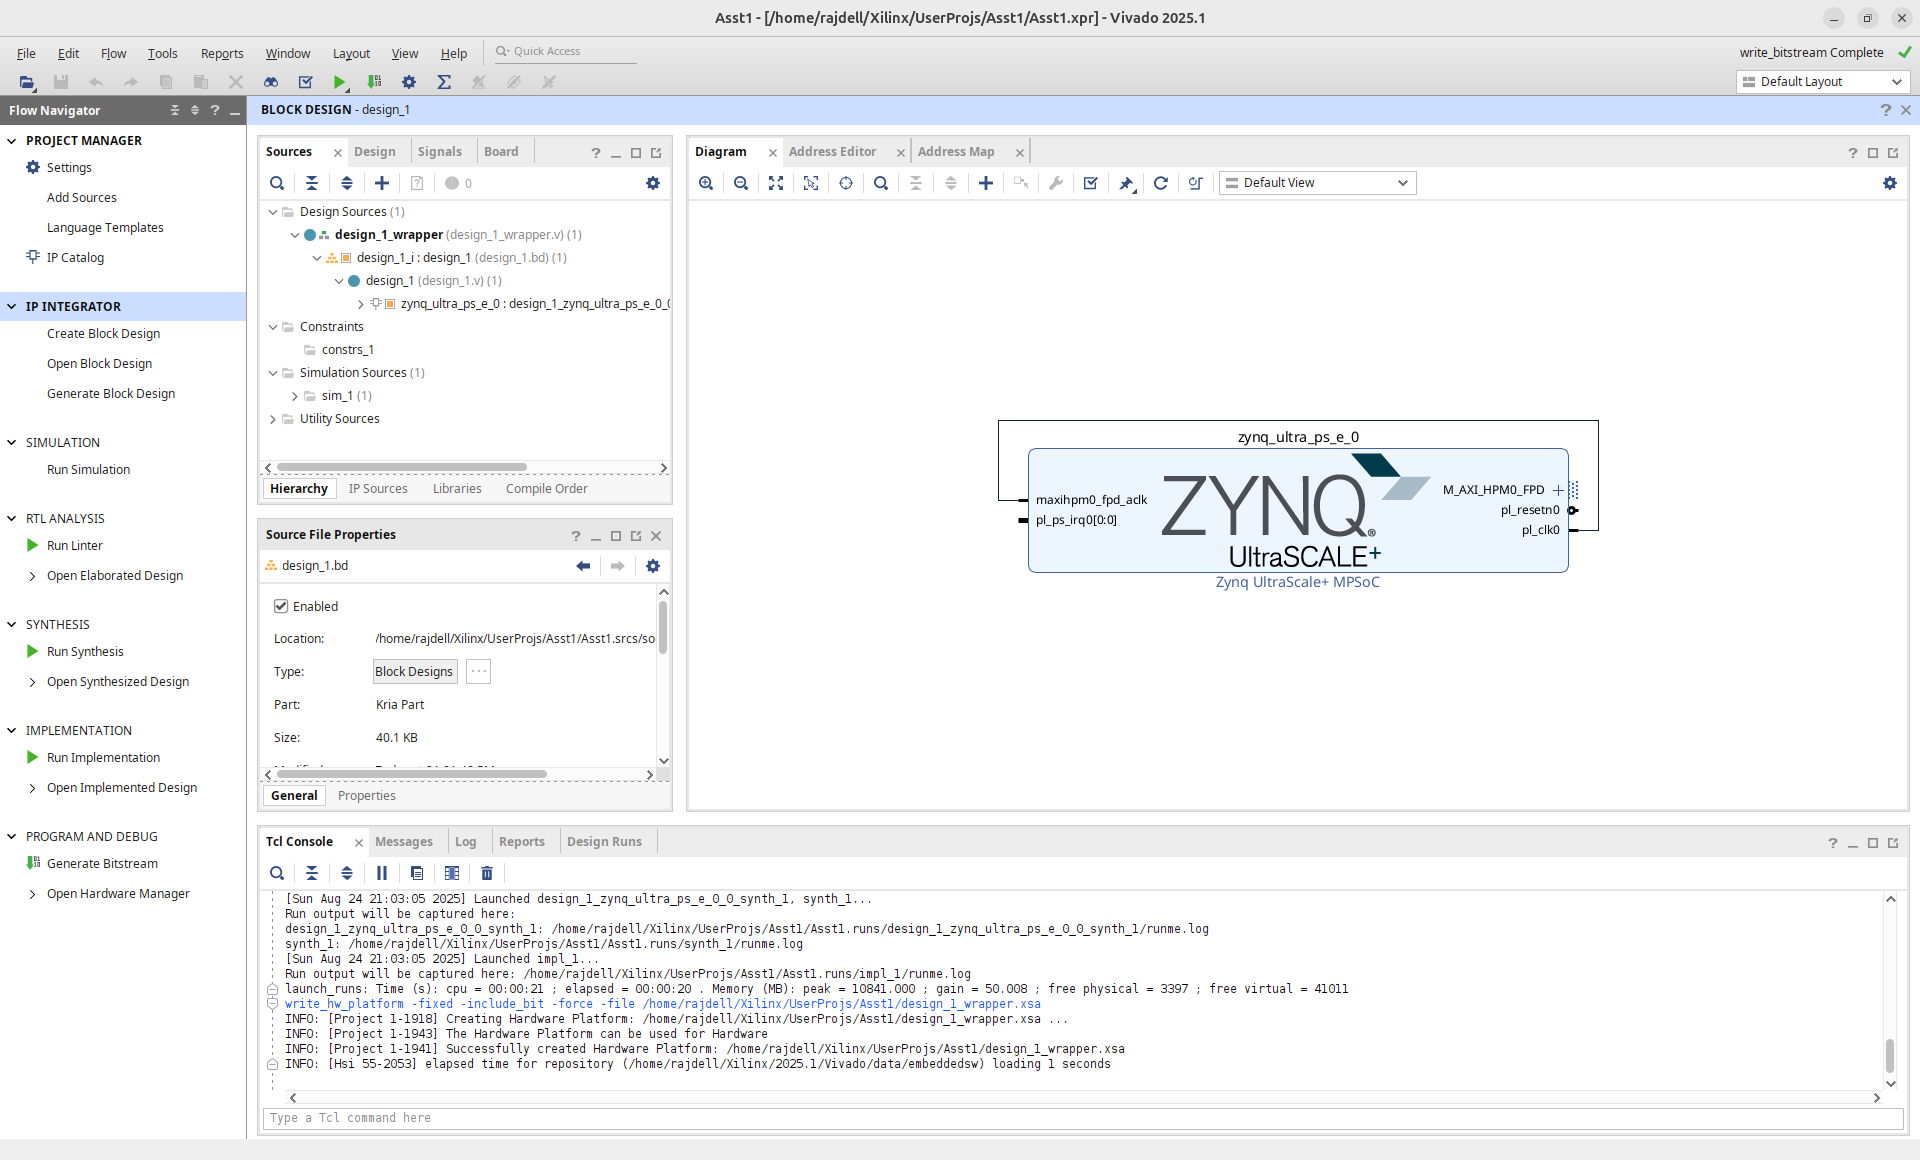 Asst1 - [/home/rajdell/Xilinx/UserProjs/Asst1/Asst1.xpr] - Vivado 2025.1
File Edit Flow Tools Reports Window Layout View Help Quick Access
write_bitstream Complete
Default Layout
Flow Navigator
BLOCK DESIGN - design_1
PROJECT MANAGER
Settings
Add Sources
Language Templates
IP Catalog
IP INTEGRATOR
Create Block Design
Open Block Design
Generate Block Design
SIMULATION
Run Simulation
RTL ANALYSIS
Run Linter
Open Elaborated Design
SYNTHESIS
Run Synthesis
Open Synthesized Design
IMPLEMENTATION
Run Implementation
Open Implemented Design
PROGRAM AND DEBUG
Generate Bitstream
Open Hardware Manager
Sources Design Signals Board
0
Design Sources (1)
design_1_wrapper (design_1_wrapper.v) (1)
design_1_i : design_1 (design_1.bd) (1)
design_1 (design_1.v) (1)
zynq_ultra_ps_e_0 : design_1_zynq_ultra_ps_e_0_0
Constraints
constrs_1
Simulation Sources (1)
sim_1 (1)
Utility Sources
Hierarchy IP Sources Libraries Compile Order
Source File Properties
design_1.bd
Enabled
Location: /home/rajdell/Xilinx/UserProjs/Asst1/Asst1.srcs/so
Type: Block Designs ...
Part: Kria Part
Size: 40.1 KB
General Properties
Diagram Address Editor Address Map
Default View
zynq_ultra_ps_e_0
maxihpm0_fpd_aclk
pl_ps_irq0[0:0]
ZYNQ®
UltraSCALE+
M_AXI_HPM0_FPD
pl_resetn0
pl_clk0
Zynq UltraScale+ MPSoC
Tcl Console Messages Log Reports Design Runs
[Sun Aug 24 21:03:05 2025] Launched design_1_zynq_ultra_ps_e_0_0_synth_1, synth_1...
Run output will be captured here:
design_1_zynq_ultra_ps_e_0_0_synth_1: /home/rajdell/Xilinx/UserProjs/Asst1/Asst1.runs/design_1_zynq_ultra_ps_e_0_0_synth_1/runme.log
synth_1: /home/rajdell/Xilinx/UserProjs/Asst1/Asst1.runs/synth_1/runme.log
[Sun Aug 24 21:03:05 2025] Launched impl_1...
Run output will be captured here: /home/rajdell/Xilinx/UserProjs/Asst1/Asst1.runs/impl_1/runme.log
launch_runs: Time (s): cpu = 00:00:21 ; elapsed = 00:00:20 . Memory (MB): peak = 10841.000 ; gain = 50.008 ; free physical = 3397 ; free virtual = 41011
write_hw_platform -fixed -include_bit -force -file /home/rajdell/Xilinx/UserProjs/Asst1/design_1_wrapper.xsa
INFO: [Project 1-1918] Creating Hardware Platform: /home/rajdell/Xilinx/UserProjs/Asst1/design_1_wrapper.xsa ...
INFO: [Project 1-1943] The Hardware Platform can be used for Hardware
INFO: [Project 1-1941] Successfully created Hardware Platform: /home/rajdell/Xilinx/UserProjs/Asst1/design_1_wrapper.xsa
INFO: [Hsi 55-2053] elapsed time for repository (/home/rajdell/Xilinx/2025.1/Vivado/data/embeddedsw) loading 1 seconds
Type a Tcl command here